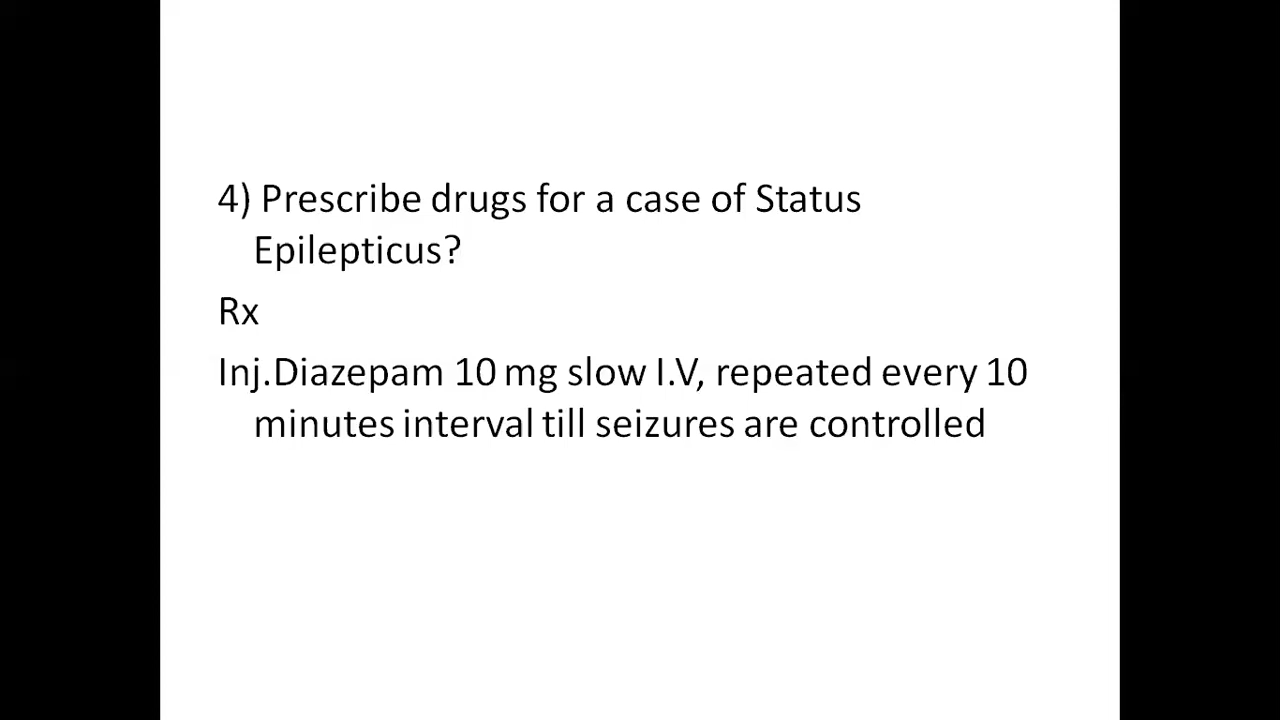 4) Prescribe drugs for a case of Status
Epilepticus?
Rx
Inj.Diazepam 10 mg slow I.V, repeated every 10
minutes interval till seizures are controlled